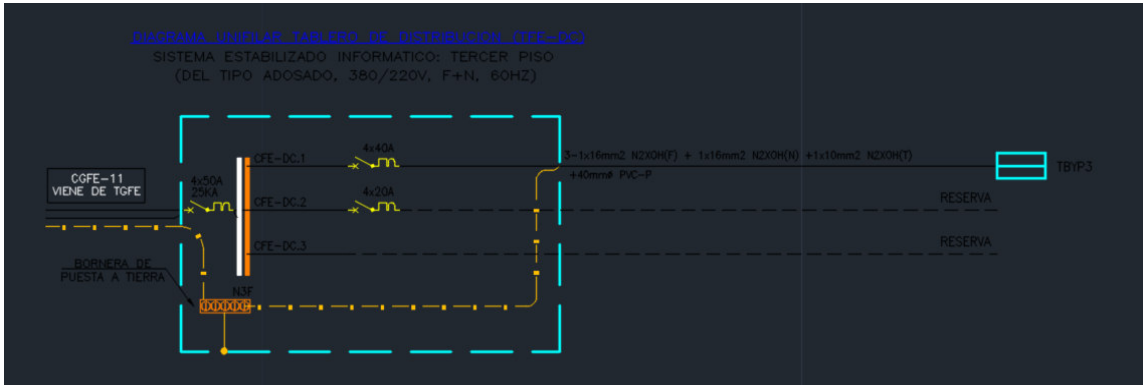 DIAGRAMA UNIFILAR TABLERO DE DISTRIBUCION (TFE-DC)
SISTEMA ESTABILIZADO INFORMATICO: TERCER PISO
(DEL TIPO ADOSADO, 380/220V, F+N, 60HZ)
CGFE-11
VIENE DE TGFE
4x50A
25KA
CFE-DC.1
4x40A
3-1x16mm2 N2XOH(F) + 1x16mm2 N2XOH(N) +1x10mm2 N2XOH(T)
+40mmø PVC-P
TBYP3
CFE-DC.2
4x20A
RESERVA
CFE-DC.3
RESERVA
BORNERA DE
PUESTA A TIERRA
N3F